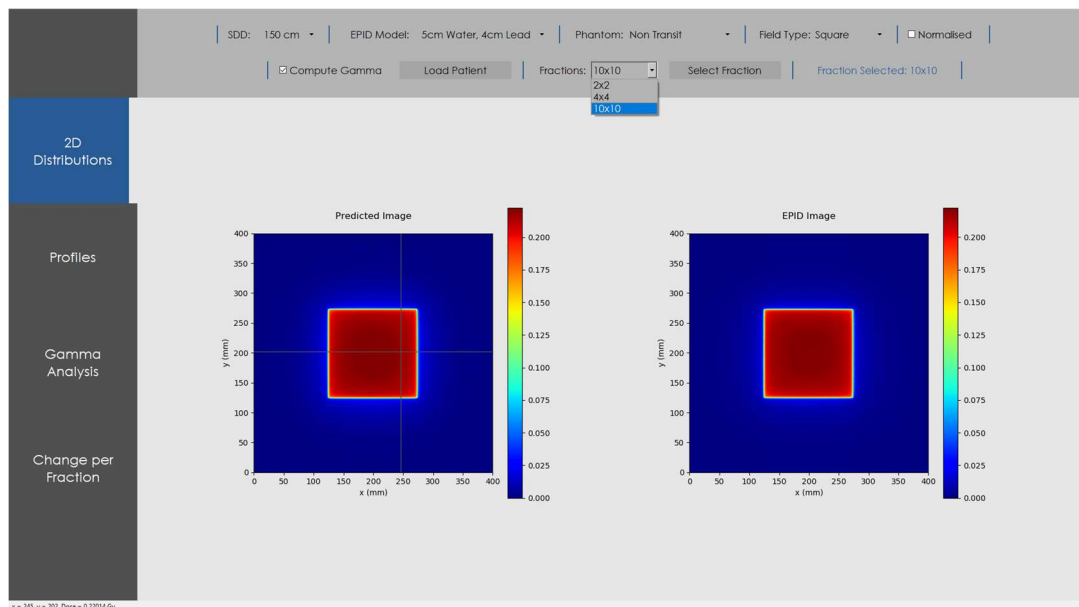 SDD: 150 cm EPID Model: 5cm Water, 4cm Lead Phantom: Non Transit Field Type: Square Normalised
Compute Gamma Load Patient Fractions: 10x10 Select Fraction Fraction Selected: 10x10
2x2
4x4
10x10
2D
Distributions
Profiles
Gamma
Analysis
Change per
Fraction
Predicted Image
400
350
300
250
200
150
100
50
0
y (mm)
0 50 100 150 200 250 300 350 400
x (mm)
0.200
0.175
0.150
0.125
0.100
0.075
0.050
0.025
0.000
EPID Image
400
350
300
250
200
150
100
50
0
y (mm)
0 50 100 150 200 250 300 350 400
x (mm)
0.200
0.175
0.150
0.125
0.100
0.075
0.050
0.025
0.000
x = 245, y = 202, Dose = 0.22014 Gy